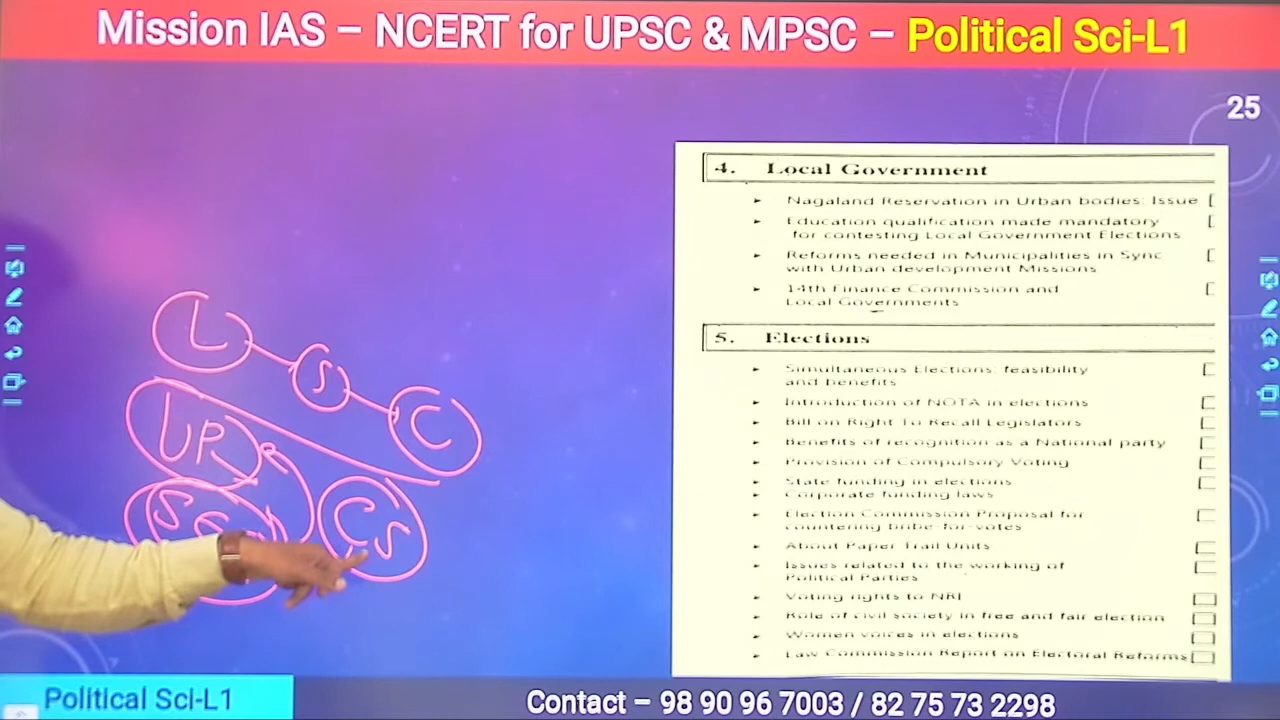 Mission IAS – NCERT for UPSC & MPSC – Political Sci-L1
25
4. Local Government
Nagaland Reservation in Urban bodies: Issue
Education qualification made mandatory
for contesting Local Government Elections
Reforms needed in Municipalities in Sync
with Urban development Missions
14th Finance Commission and
Local Governments
5. Elections
Simultaneous Elections: feasibility
and benefits
Introduction of NOTA in elections
Bill on Right To Recall Legislators
Benefits of recognition as a National party
Provision of Compulsory Voting
State funding in elections
Corporate funding laws
Election Commission Proposal for
countering bribe-for-votes
About Paper Trail Units
Issues related to the working of
Political Parties
Voting rights to NRI
Role of civil society in free and fair election
Women voices in elections
Law Commission Report on Electoral Reforms
L
S
C
UP
R
CS
Political Sci-L1
Contact – 98 90 96 7003 / 82 75 73 2298